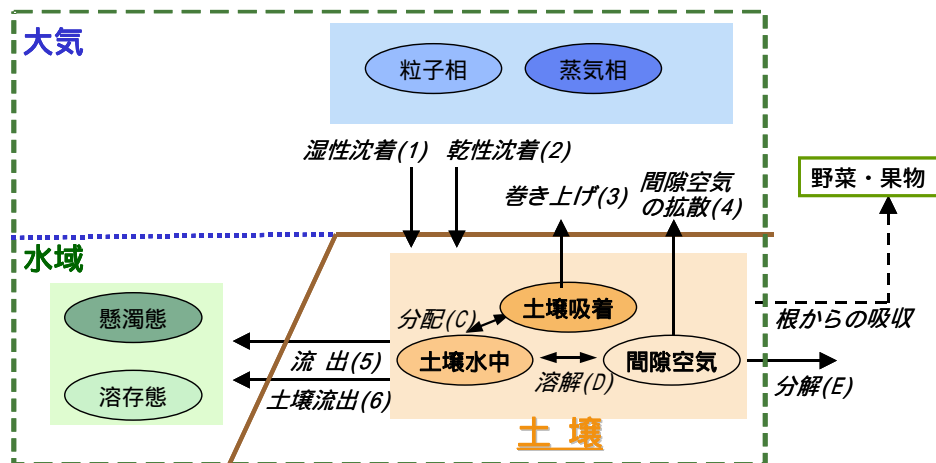 大気
粒子相
蒸気相
湿性沈着(1)
乾性沈着(2)
巻き上げ(3)
間隙空気
の拡散(4)
野菜・果物
水域
懸濁態
溶存態
土壌吸着
分配(C)
土壌水中
間隙空気
溶解(D)
根からの吸収
分解(E)
流 出(5)
土壌流出(6)
土 壌